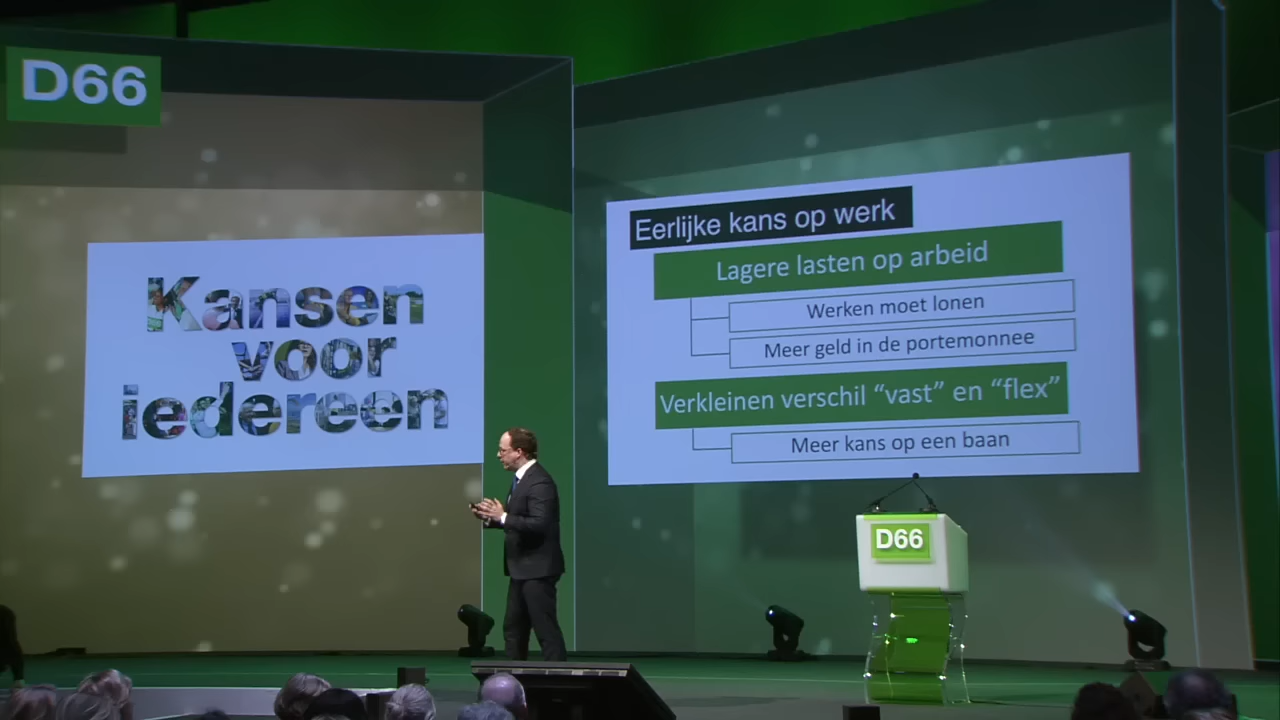 D66
Kansen
voor
iedereen
Eerlijke kans op werk
Lagere lasten op arbeid
Werken moet lonen
Meer geld in de portemonnee
Verkleinen verschil “vast” en “flex”
Meer kans op een baan
D66